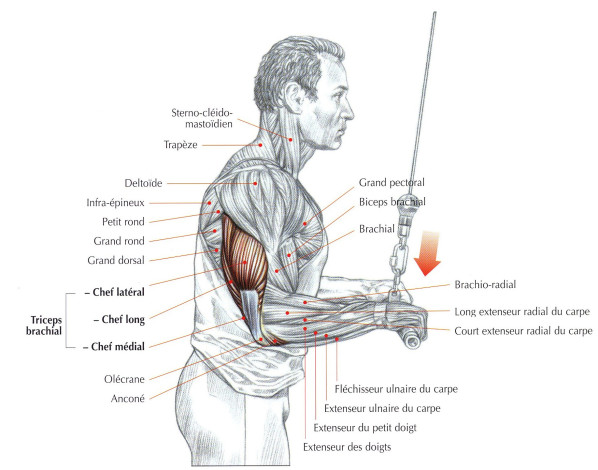 Sterno-cléido-
mastoïdien
Trapèze
Deltoïde
Infra-épineux
Petit rond
Grand rond
Grand dorsal
Triceps
brachial
– Chef latéral
– Chef long
– Chef médial
Olécrane
Anconé
Grand pectoral
Biceps brachial
Brachial
Brachio-radial
Long extenseur radial du carpe
Court extenseur radial du carpe
Fléchisseur ulnaire du carpe
Extenseur ulnaire du carpe
Extenseur du petit doigt
Extenseur des doigts